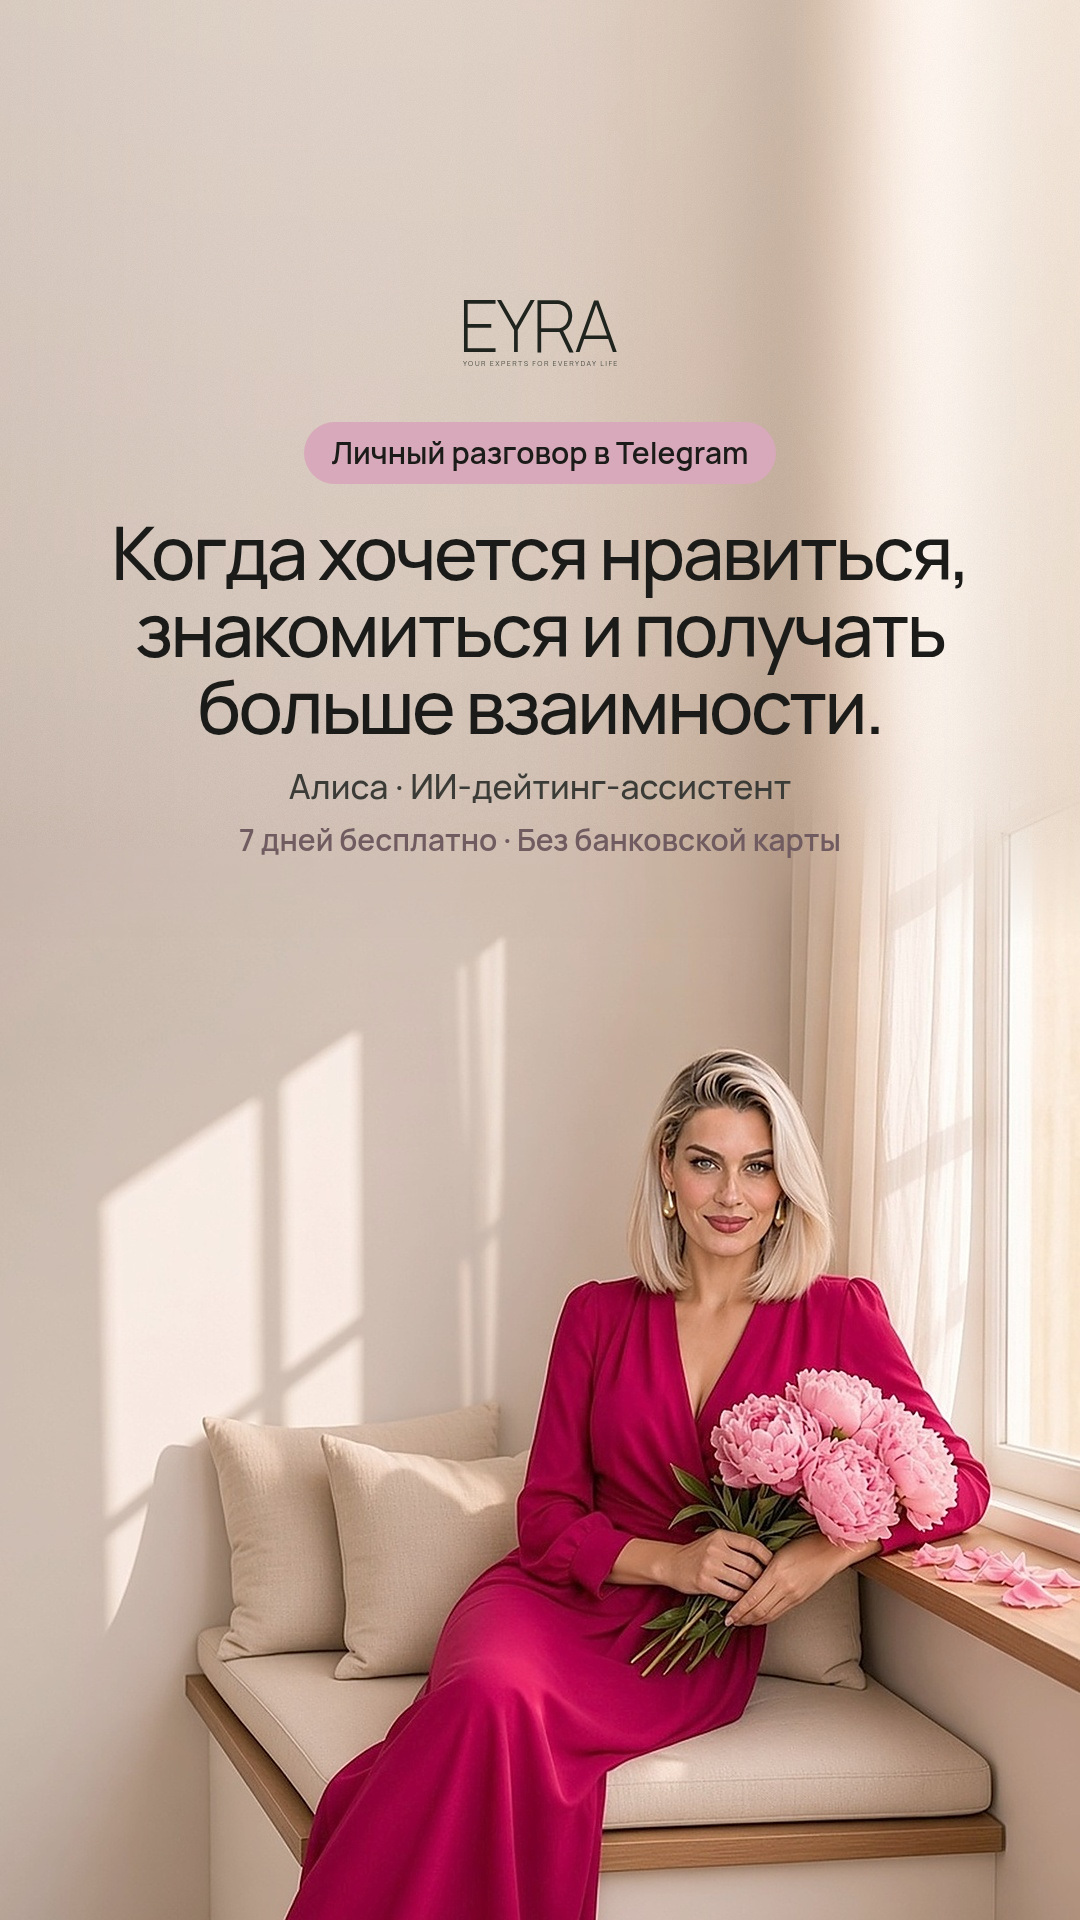 EYRA
YOUR EXPERTS FOR EVERYDAY LIFE
Личный разговор в Telegram
Когда хочется нравиться,
знакомиться и получать
больше взаимности.
Алиса · ИИ-дейтинг-ассистент
7 дней бесплатно · Без банковской карты